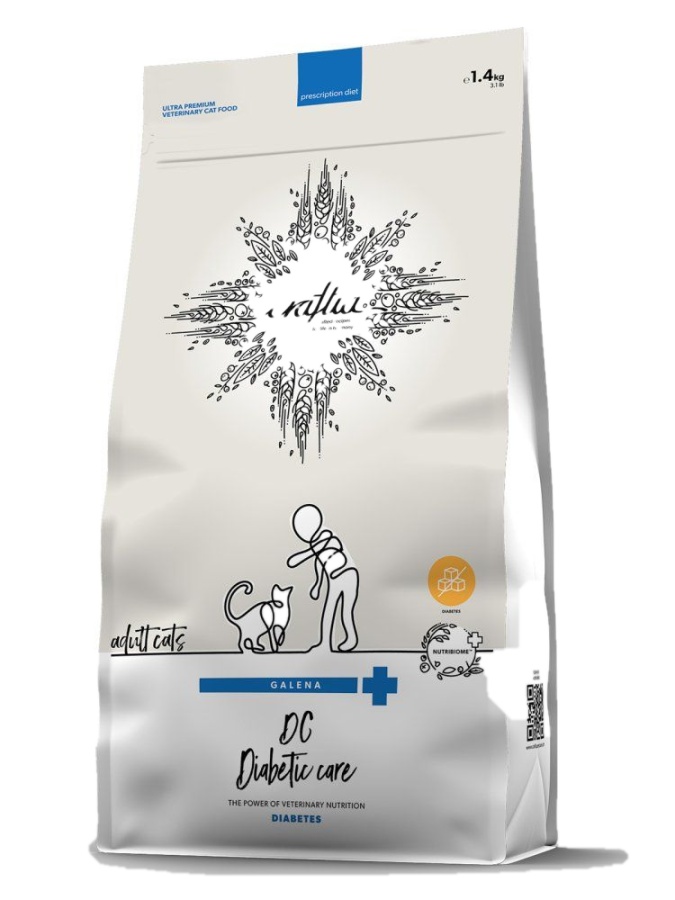 prescription diet
℮1.4kg
3.1 lb
ULTRA PREMIUM
VETERINARY CAT FOOD
DIABETES
adult cats
NUTRIBIOME™
GALENA
DC
Diabetic care
THE POWER OF VETERINARY NUTRITION
DIABETES